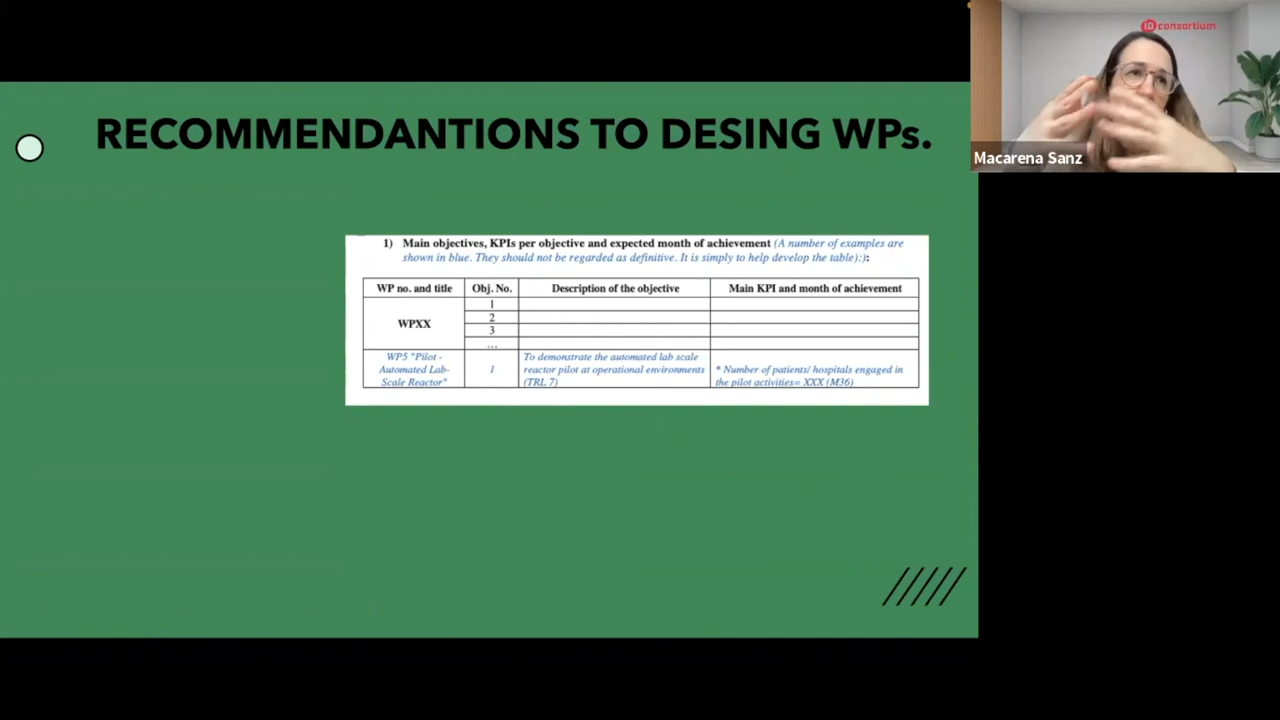 RECOMMENDANTIONS TO DESING WPs.
1) Main objectives, KPIs per objective and expected month of achievement (A number of examples are
shown in blue. They should not be regarded as definitive. It is simply to help develop the table):):
WP no. and title Obj. No. Description of the objective Main KPI and month of achievement
WPXX
1
2
3
...
WP5 "Pilot -
Automated Lab-
Scale Reactor"
1
To demonstrate the automated lab scale
reactor pilot at operational environments
(TRL 7)
* Number of patients/ hospitals engaged in
the pilot activities= XXX (M36)
ID consortium
Macarena Sanz